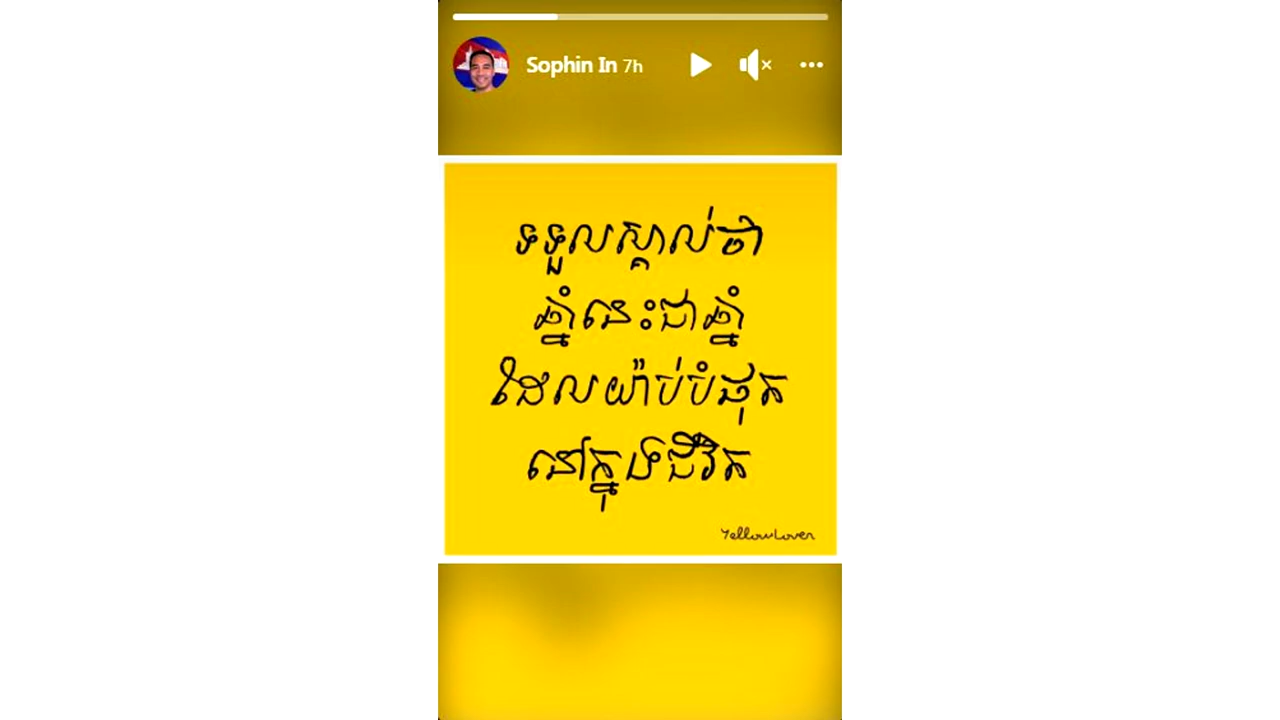 Sophin In 7h
ទទួលស្គាល់ថា
ឆ្នាំនេះជាឆ្នាំ
ដែលយ៉ាប់បំផុត
នៅក្នុងជីវិត
YellowLover